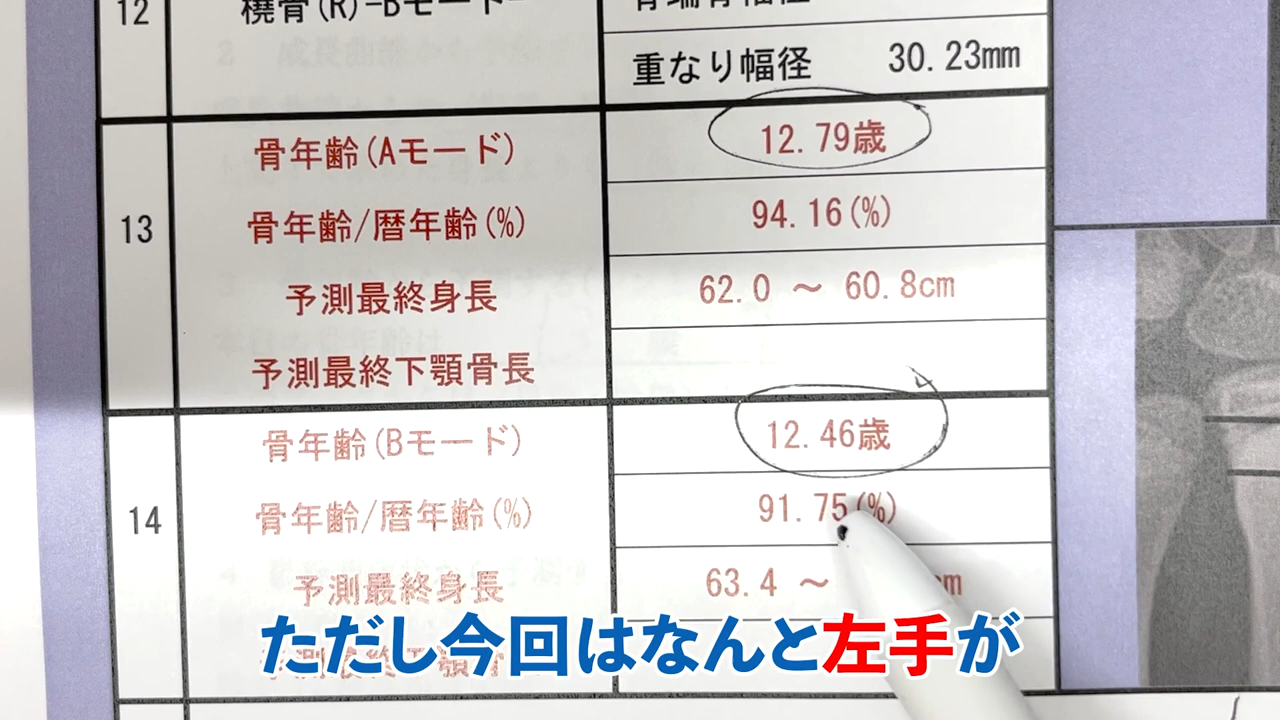 12 橈骨(R)-Bモード-
重なり幅径 30.23mm
骨年齢(Aモード) 12.79歳
13 骨年齢/暦年齢(%) 94.16(%)
予測最終身長 62.0 ～ 60.8cm
予測最終下顎骨長
骨年齢(Bモード) 12.46歳
14 骨年齢/暦年齢(%) 91.75(%)
予測最終身長 63.4 ～ cm
ただし今回はなんと左手が